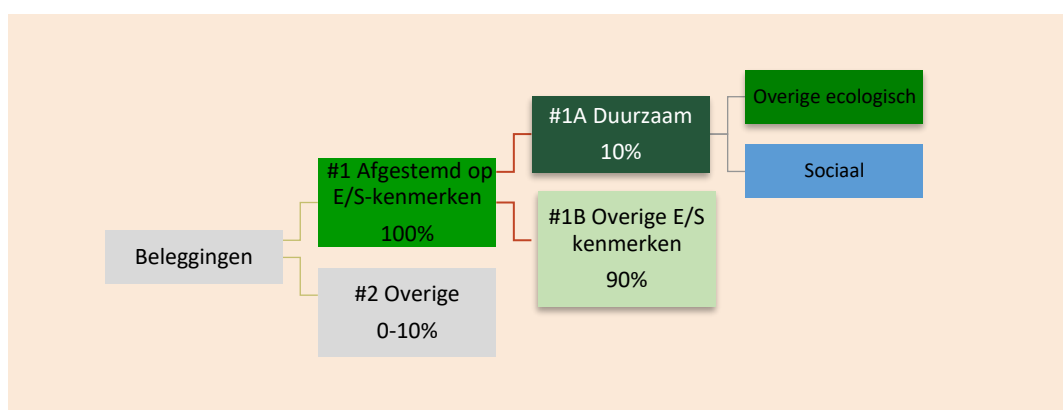 Beleggingen
#1 Afgestemd op
E/S-kenmerken
100%
#2 Overige
0-10%
#1A Duurzaam
10%
#1B Overige E/S
kenmerken
90%
Overige ecologisch
Sociaal